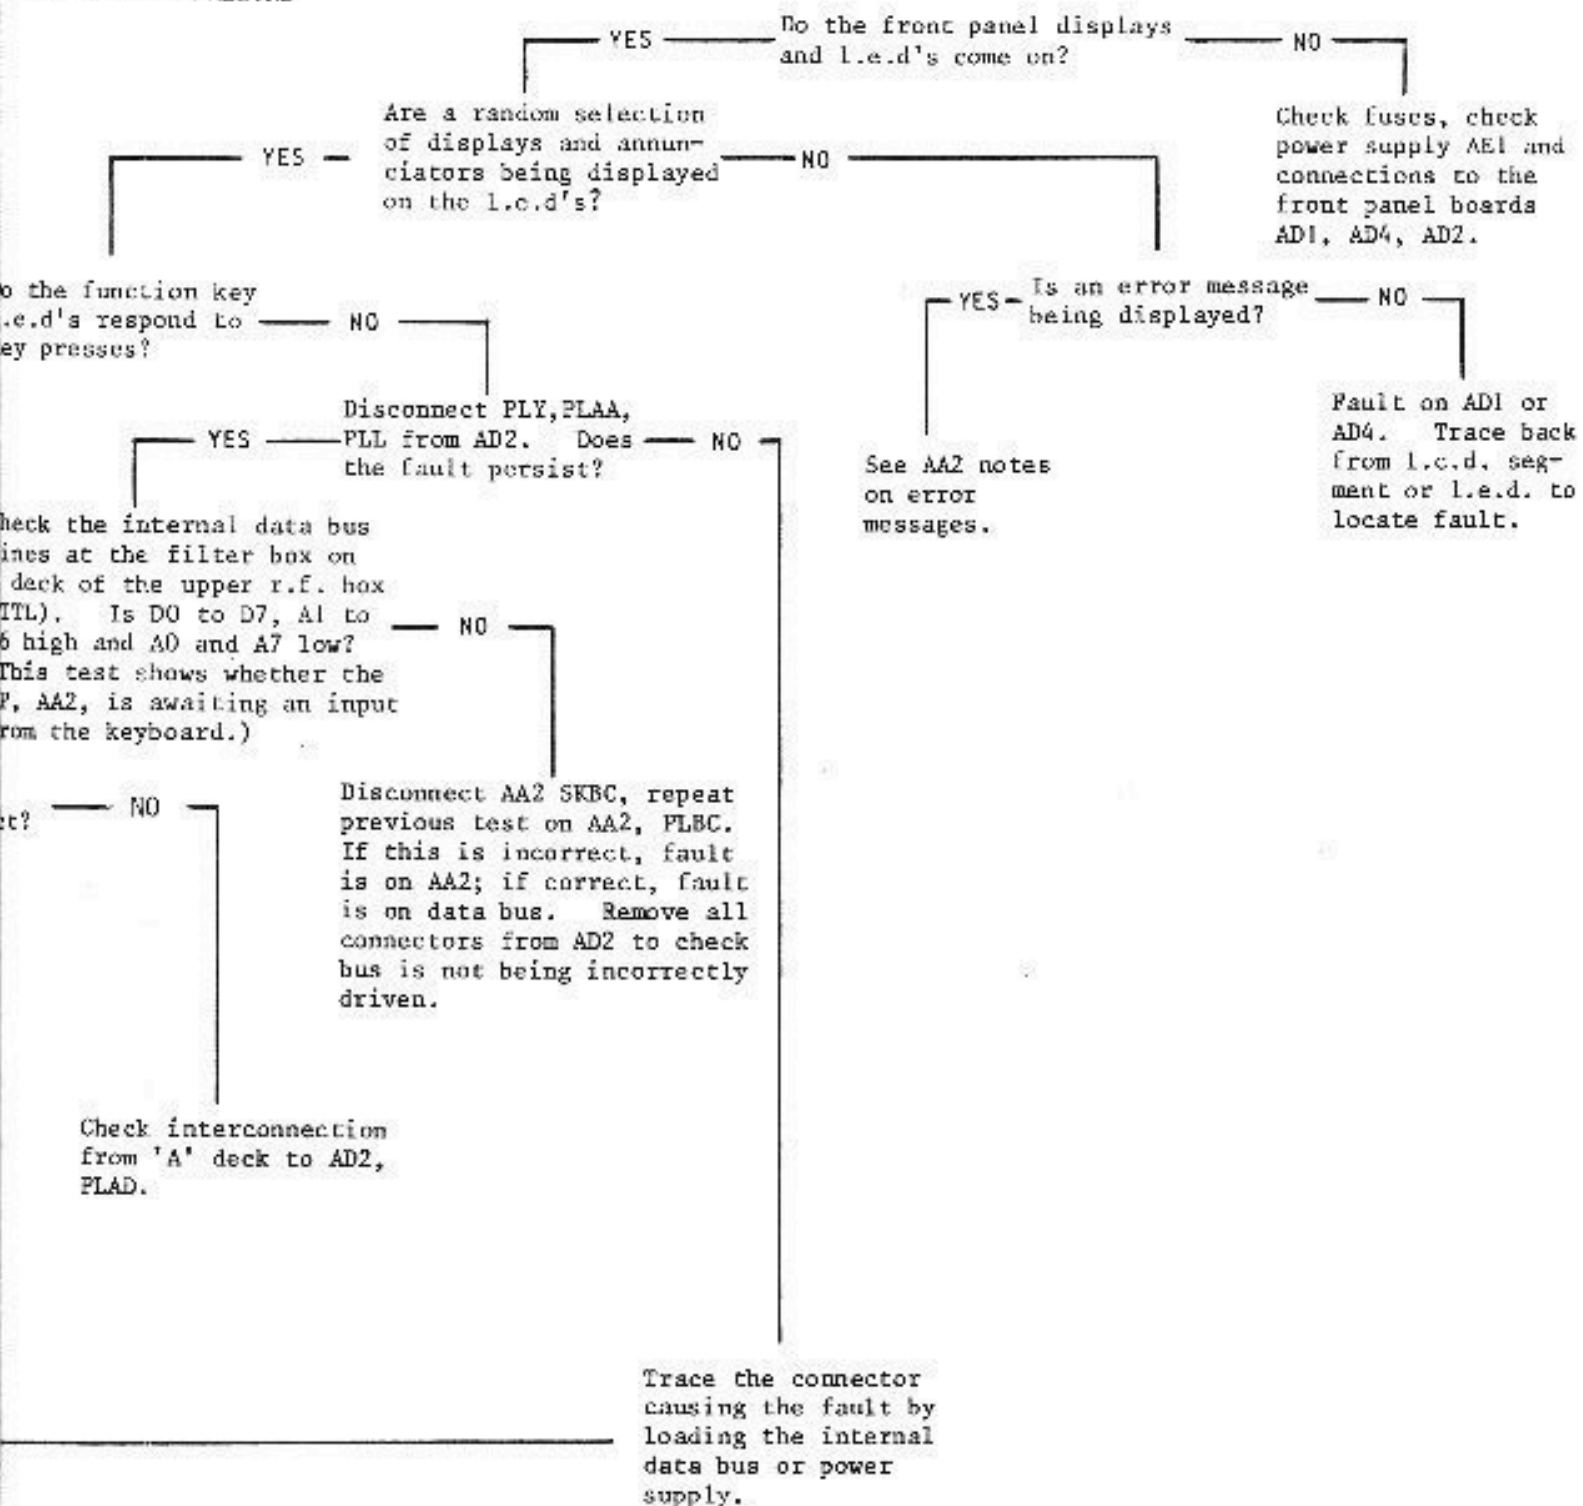 Do the front panel displays
and l.e.d's come on?
YES
NO
Are a random selection
of displays and annun-
ciators being displayed
on the l.e.d's?
YES
NO
Check fuses, check
power supply AE1 and
connections to the
front panel boards
AD1, AD4, AD2.
o the function key
.e.d's respond to
ey presses?
NO
YES
Is an error message
being displayed?
NO
Disconnect PLY,PLAA,
PLL from AD2. Does
the fault persist?
YES
NO
See AA2 notes
on error
messages.
Fault on AD1 or
AD4. Trace back
from l.c.d. seg-
ment or l.e.d. to
locate fault.
heck the internal data bus
ines at the filter box on
deck of the upper r.f. box
TTL). Is D0 to D7, A1 to
6 high and A0 and A7 low?
This test shows whether the
P, AA2, is awaiting an input
rom the keyboard.)
NO
ct?
NO
Disconnect AA2 SKBC, repeat
previous test on AA2, PLBC.
If this is incorrect, fault
is on AA2; if correct, fault
is on data bus. Remove all
connectors from AD2 to check
bus is not being incorrectly
driven.
Check interconnection
from 'A' deck to AD2,
PLAD.
Trace the connector
causing the fault by
loading the internal
data bus or power
supply.